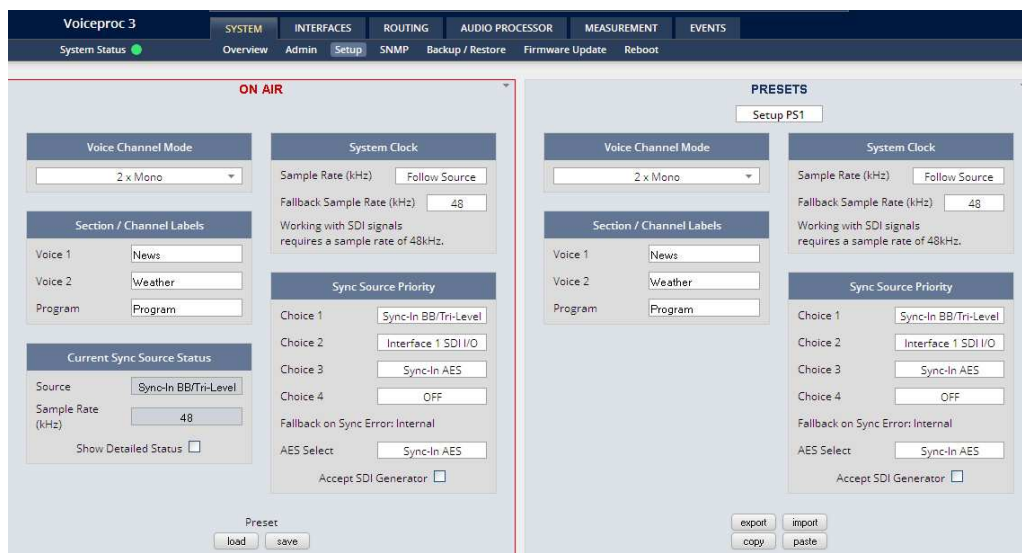 Voiceproc 3
SYSTEM INTERFACES ROUTING AUDIO PROCESSOR MEASUREMENT EVENTS
System Status Overview Admin Setup SNMP Backup / Restore Firmware Update Reboot
ON AIR
Voice Channel Mode
2 x Mono
Section / Channel Labels
Voice 1 News
Voice 2 Weather
Program Program
Current Sync Source Status
Source Sync-In BB/Tri-Level
Sample Rate
(kHz) 48
Show Detailed Status
System Clock
Sample Rate (kHz) Follow Source
Fallback Sample Rate (kHz) 48
Working with SDI signals
requires a sample rate of 48kHz.
Sync Source Priority
Choice 1 Sync-In BB/Tri-Level
Choice 2 Interface 1 SDI I/O
Choice 3 Sync-In AES
Choice 4 OFF
Fallback on Sync Error: Internal
AES Select Sync-In AES
Accept SDI Generator
Preset
load save
PRESETS
Setup PS1
Voice Channel Mode
2 x Mono
Section / Channel Labels
Voice 1 News
Voice 2 Weather
Program Program
System Clock
Sample Rate (kHz) Follow Source
Fallback Sample Rate (kHz) 48
Working with SDI signals
requires a sample rate of 48kHz.
Sync Source Priority
Choice 1 Sync-In BB/Tri-Level
Choice 2 Interface 1 SDI I/O
Choice 3 Sync-In AES
Choice 4 OFF
Fallback on Sync Error: Internal
AES Select Sync-In AES
Accept SDI Generator
export import
copy paste